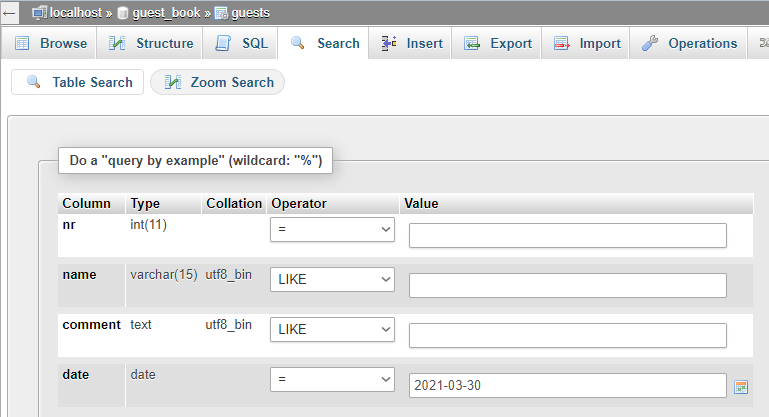 ← localhost » guest_book » guests
Browse Structure SQL Search Insert Export Import Operations
Table Search Zoom Search
Do a "query by example" (wildcard: "%")
Column Type Collation Operator Value
nr int(11) =
name varchar(15) utf8_bin LIKE
comment text utf8_bin LIKE
date date = 2021-03-30